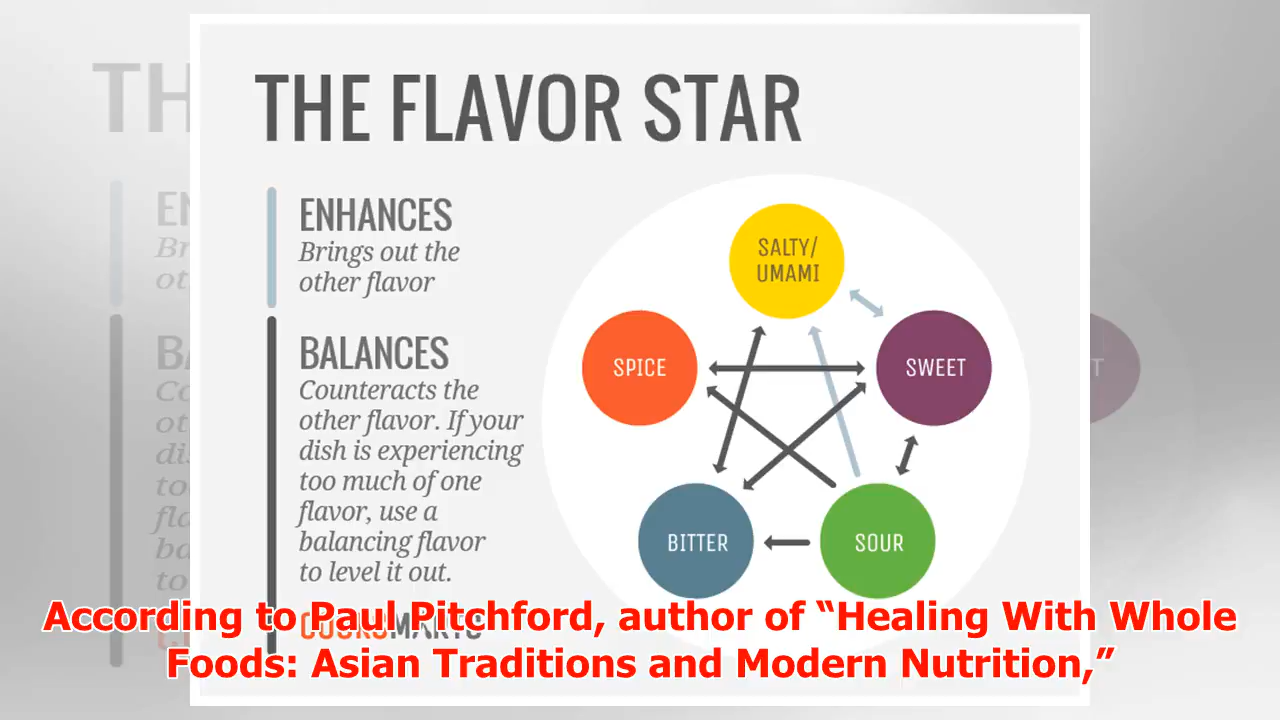 THE FLAVOR STAR
ENHANCES
Brings out the
other flavor
BALANCES
Counteracts the
other flavor. If your
dish is experiencing
too much of one
flavor, use a
balancing flavor
to level it out.
SALTY/
UMAMI
SPICE
SWEET
BITTER
SOUR
COOKSMARTS
According to Paul Pitchford, author of “Healing With Whole
Foods: Asian Traditions and Modern Nutrition,”